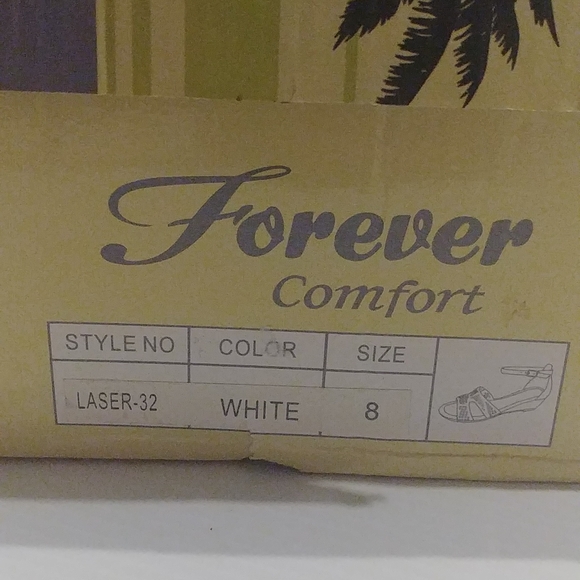 Forever
Comfort
STYLE NO COLOR SIZE
LASER-32 WHITE 8